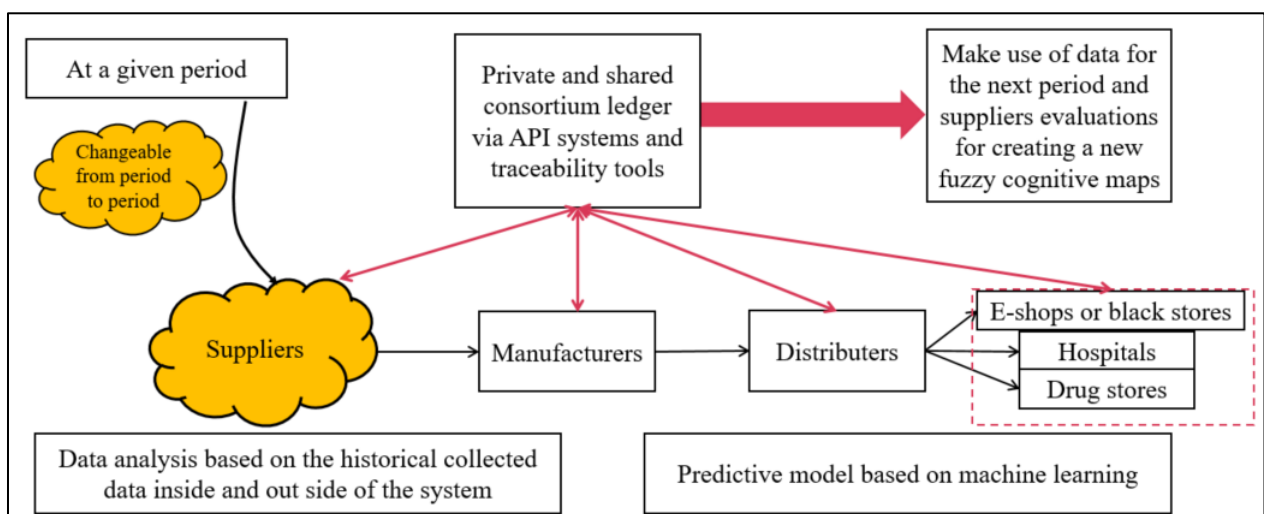 At a given period
Private and shared
consortium ledger
via API systems and
traceability tools
Make use of data for
the next period and
suppliers evaluations
for creating a new
fuzzy cognitive maps
Changeable
from period
to period
Suppliers
Manufacturers
Distributers
E-shops or black stores
Hospitals
Drug stores
Data analysis based on the historical collected
data inside and out side of the system
Predictive model based on machine learning